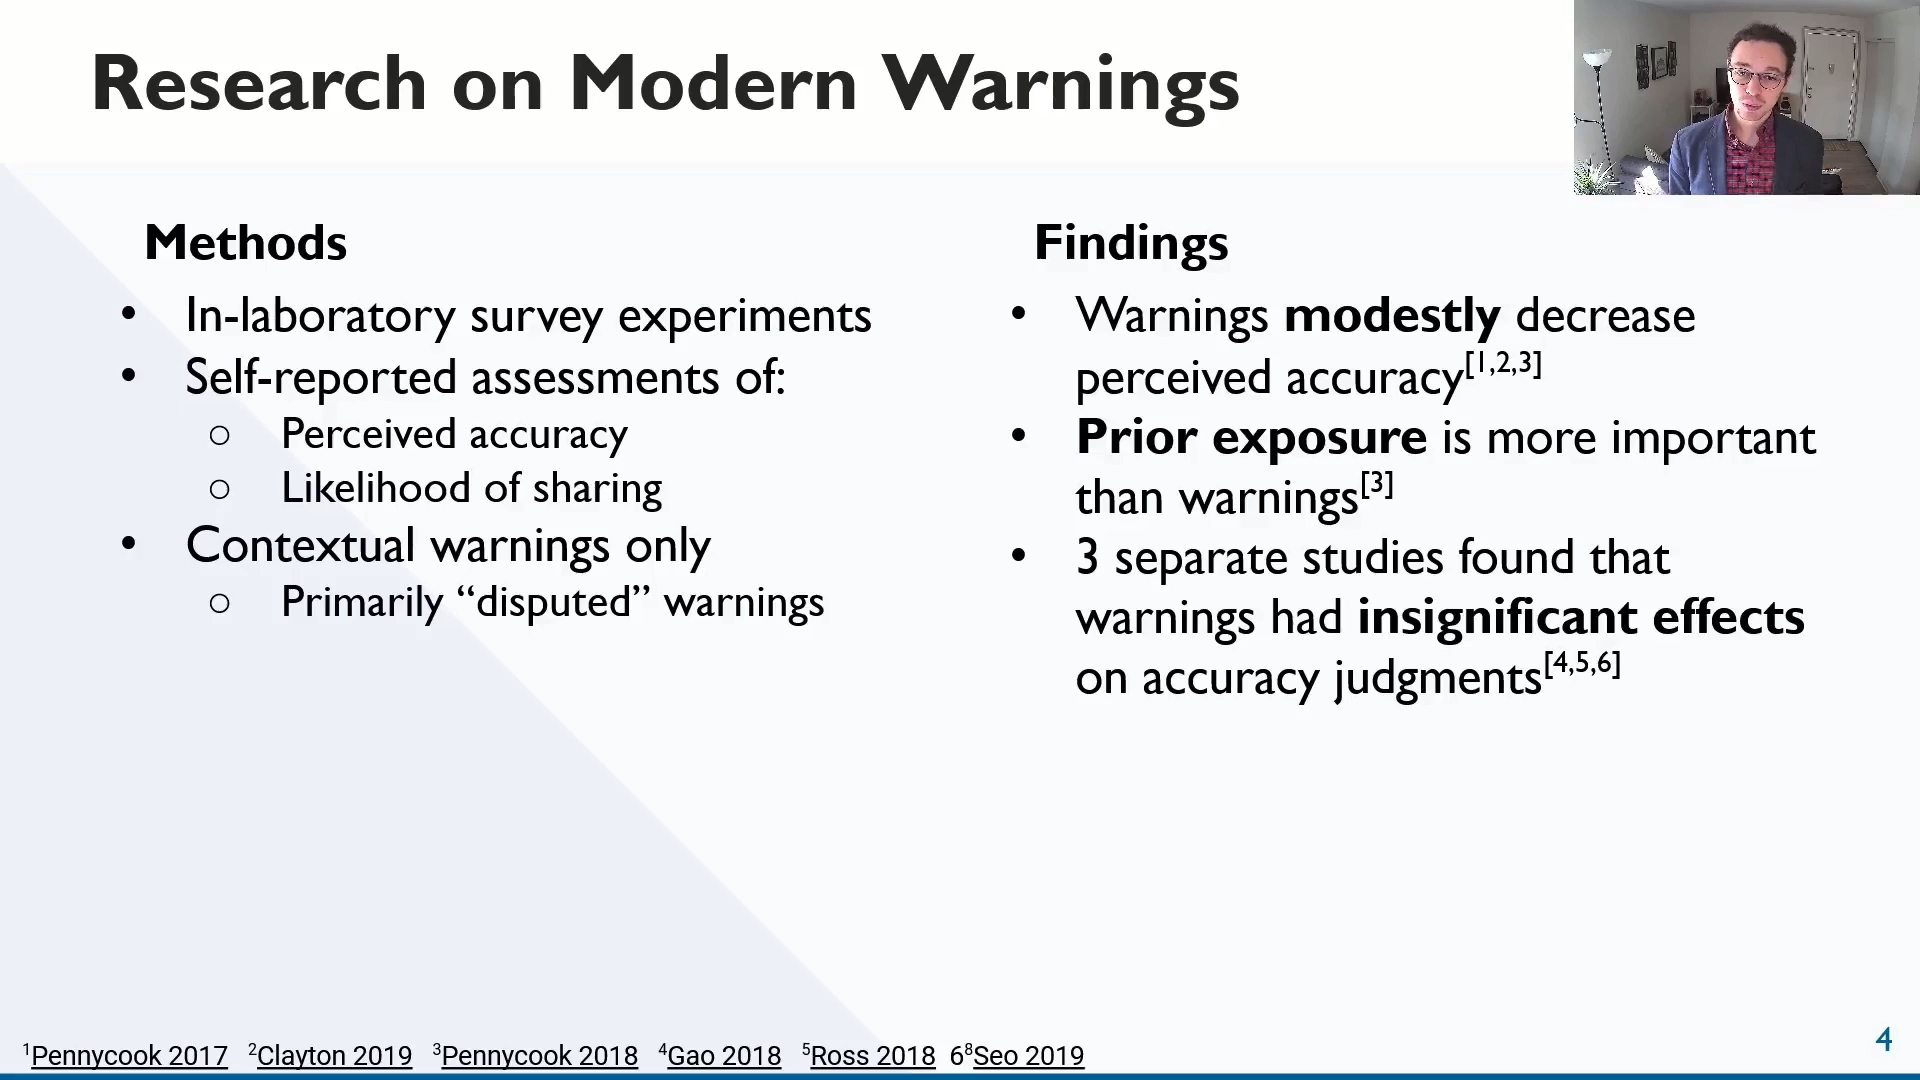 Research on Modern Warnings
Methods
• In-laboratory survey experiments
• Self-reported assessments of:
○ Perceived accuracy
○ Likelihood of sharing
• Contextual warnings only
○ Primarily “disputed” warnings
Findings
• Warnings modestly decrease
perceived accuracy[1,2,3]
• Prior exposure is more important
than warnings[3]
• 3 separate studies found that
warnings had insignificant effects
on accuracy judgments[4,5,6]
1Pennycook 2017 2Clayton 2019 3Pennycook 2018 4Gao 2018 5Ross 2018 68Seo 2019
4